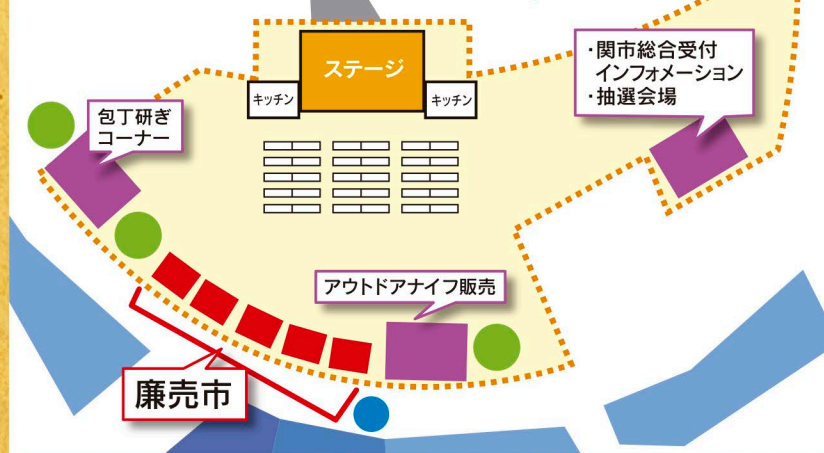 ステージ
キッチン
キッチン
・関市総合受付
インフォメーション
・抽選会場
包丁研ぎ
コーナー
アウトドアナイフ販売
廉売市